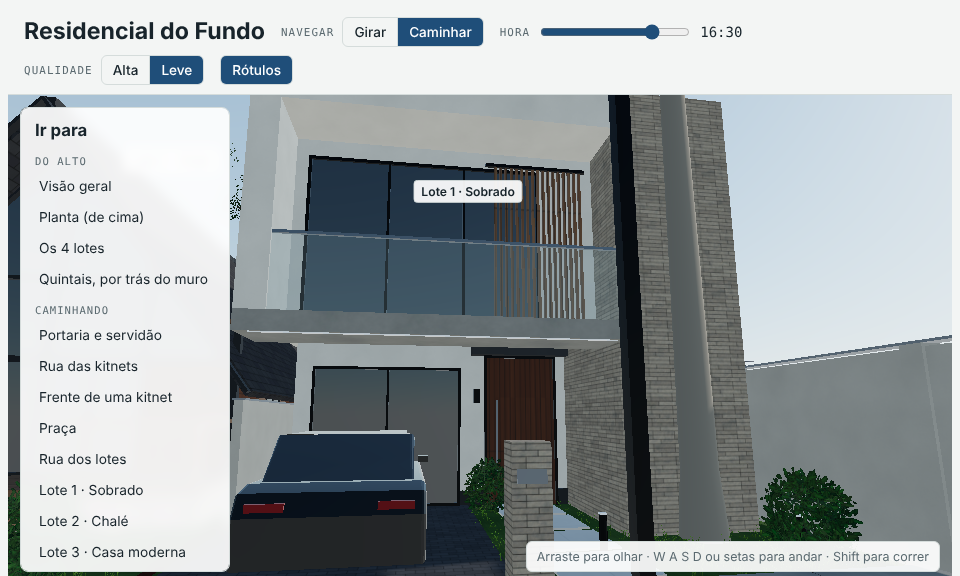 Residencial do Fundo
NAVEGAR
Girar
Caminhar
HORA
16:30
QUALIDADE
Alta
Leve
Rótulos
Ir para
DO ALTO
Visão geral
Planta (de cima)
Os 4 lotes
Quintais, por trás do muro
CAMINHANDO
Portaria e servidão
Rua das kitnets
Frente de uma kitnet
Praça
Rua dos lotes
Lote 1 · Sobrado
Lote 2 · Chalé
Lote 3 · Casa moderna
Lote 1 · Sobrado
Arraste para olhar · W A S D ou setas para andar · Shift para correr